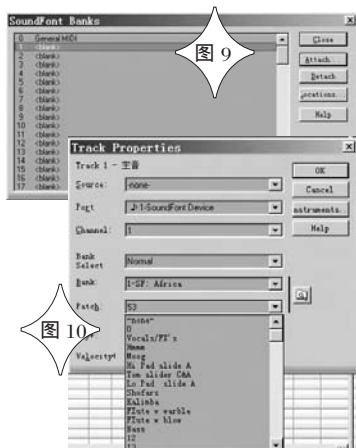 SoundFont Banks
0 General MIDI
1 <blank>
2 <blank>
3 <blank>
4 <blank>
5 <blank>
6 <blank>
7 <blank>
8 <blank>
9 <blank>
10 <blank>
11 <blank>
12 <blank>
13 <blank>
14 <blank>
15 <blank>
16 <blank>
17 <blank>
Close
Attach...
Detach
Locations...
Help
图 9
Track Properties
Track 1 - 主音
Source: -none-
Port 1-SoundFont Device
Channel: 1
Bank Select Normal
Bank: 1-SF: Africa
Patch: 53
OK
Cancel
nstruments...
Help
图 10
Velocity+
-none-
0
Vocals/FX's
Hmmm
Moog
Hi Pad slide A
Tom slider C&A
Lo Pad slide A
Shofars
Kalimba
Flute w warble
Flute w blow
Bass
12
13